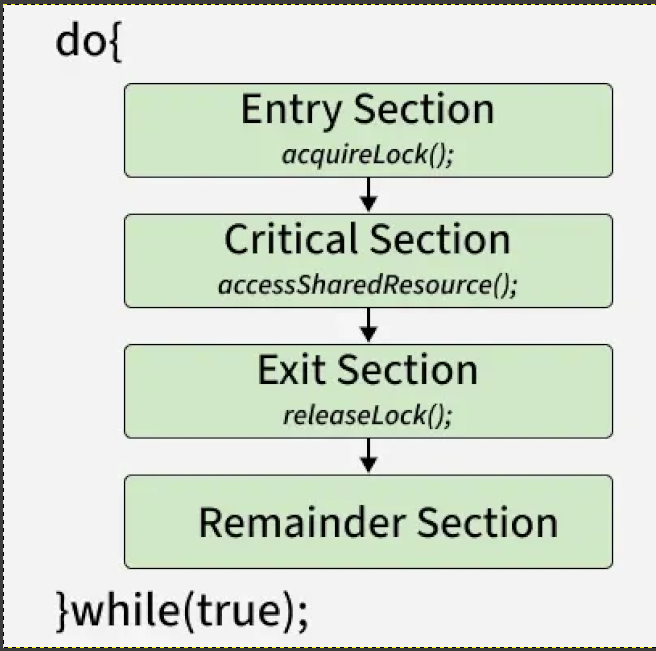 do{
Entry Section
acquireLock();
Critical Section
accessSharedResource();
Exit Section
releaseLock();
Remainder Section
}while(true);